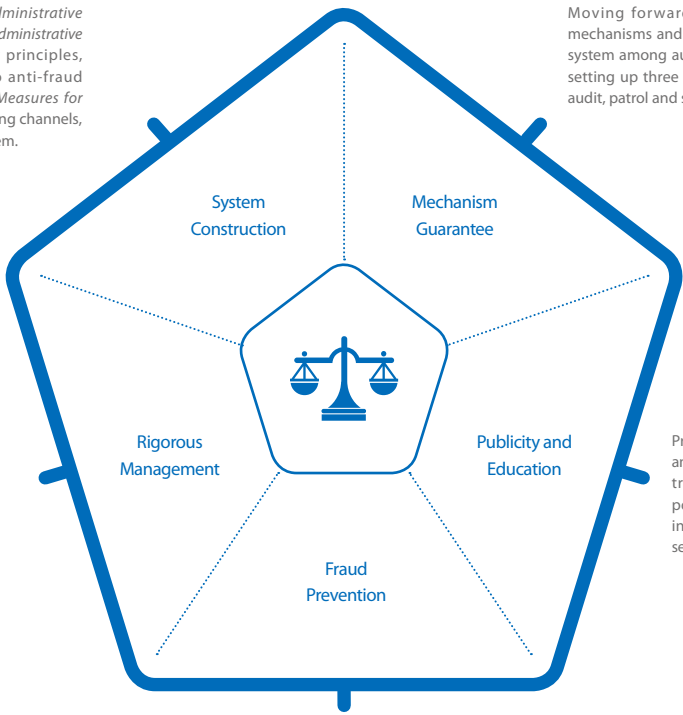 dministrative
dministrative
principles,
anti-fraud
Measures for
ng channels,
em.
Moving forward
mechanisms and
system among au
setting up three
audit, patrol and s
System
Construction
Mechanism
Guarantee
Rigorous
Management
Publicity and
Education
Fraud
Prevention
Pr
an
tr
po
in
se